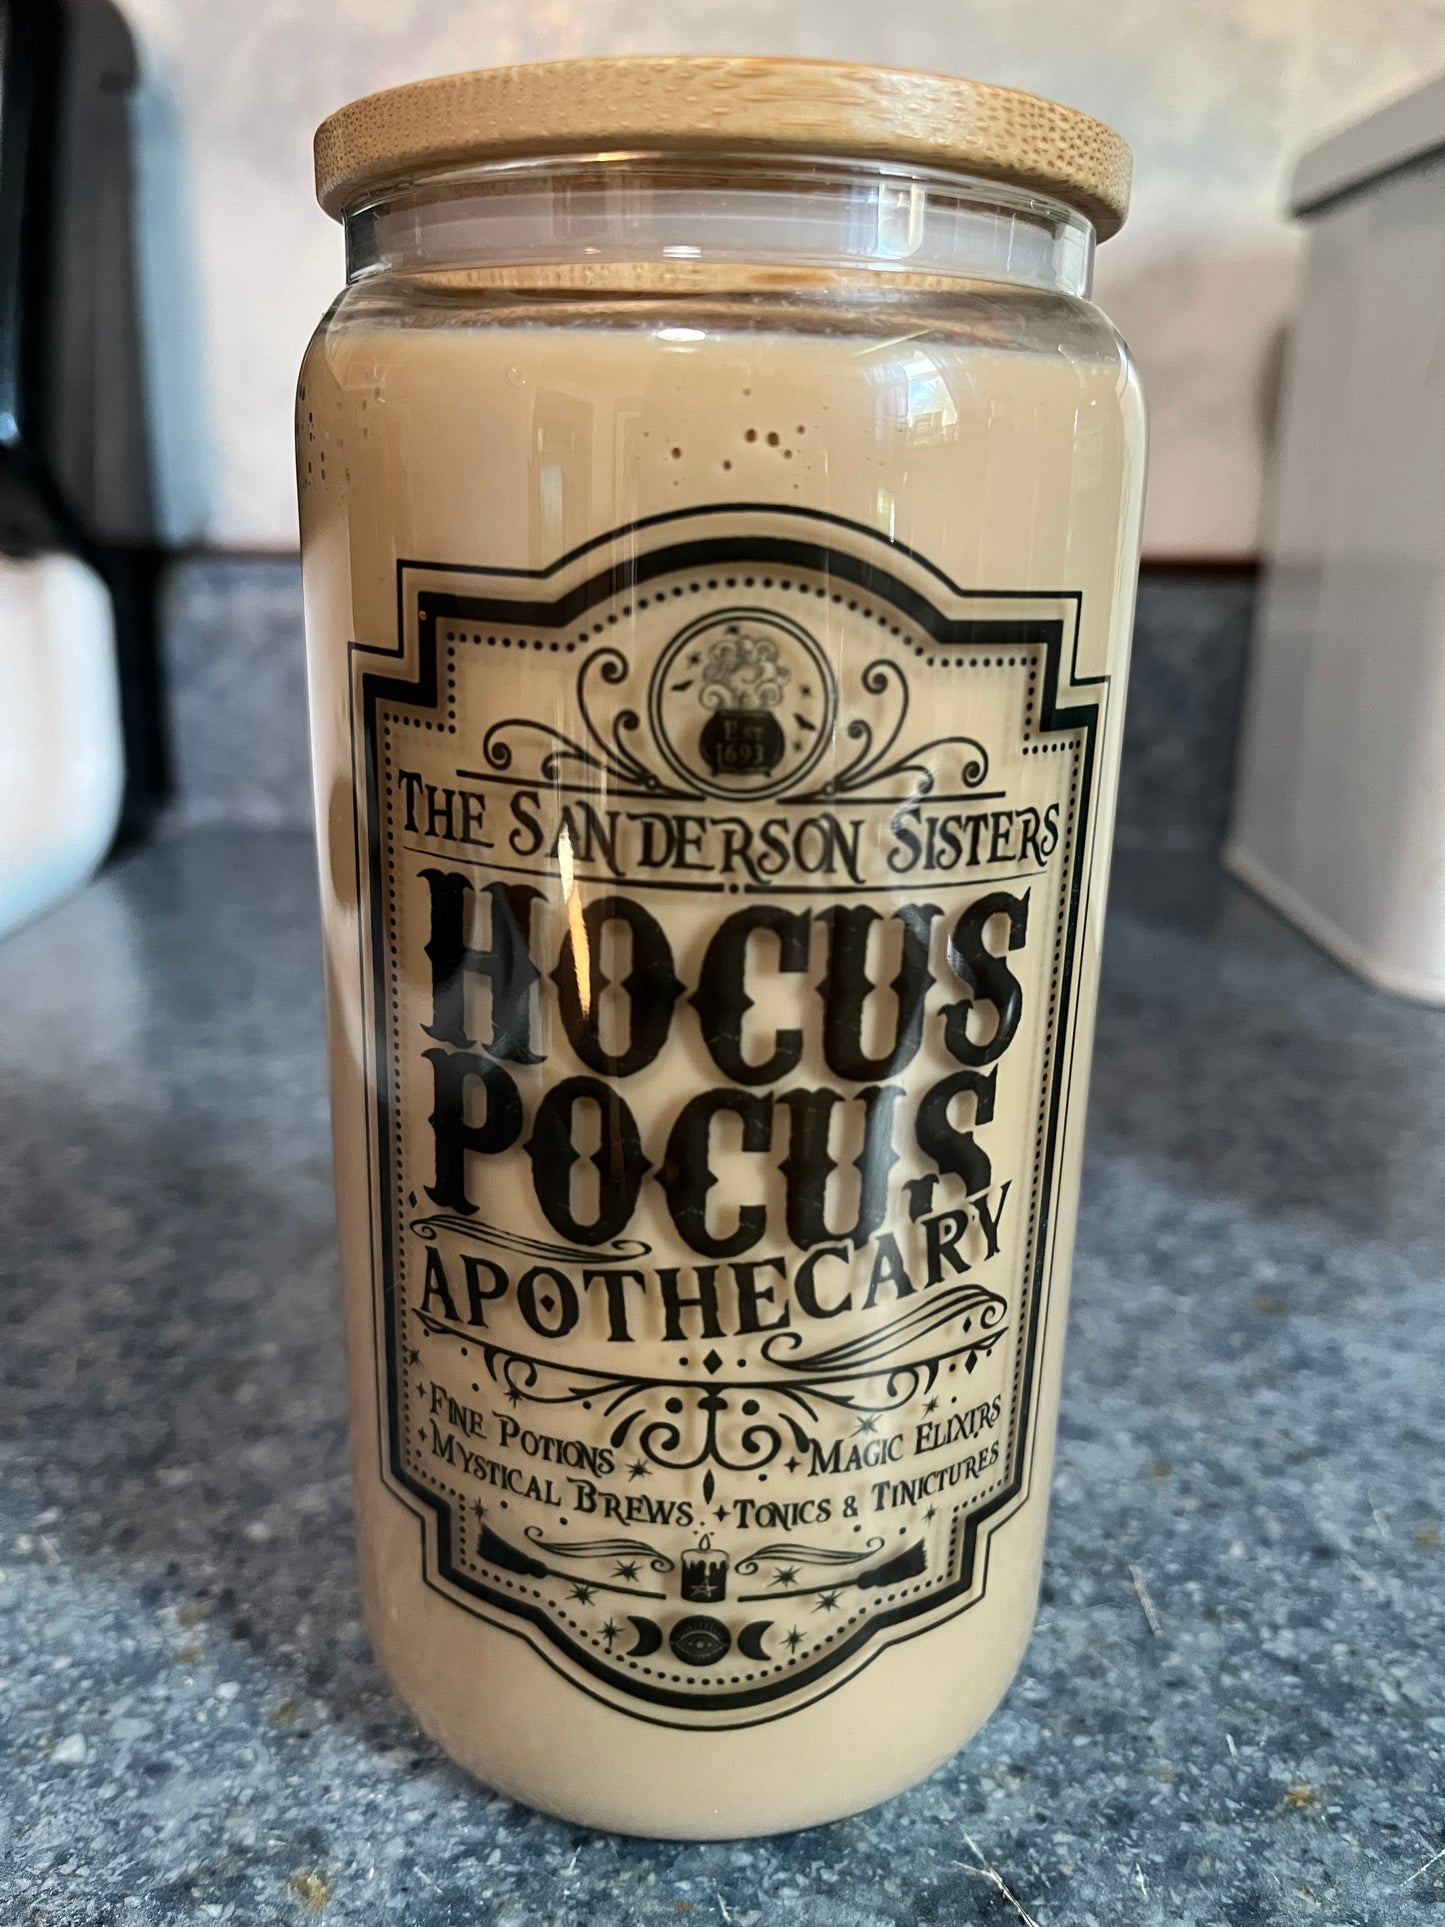 Est
1693
The Sanderson Sisters
Hocus
Pocus
Apothecary
Fine Potions
Mystical Brews
Magic Elixirs
Tonics & Tinictures